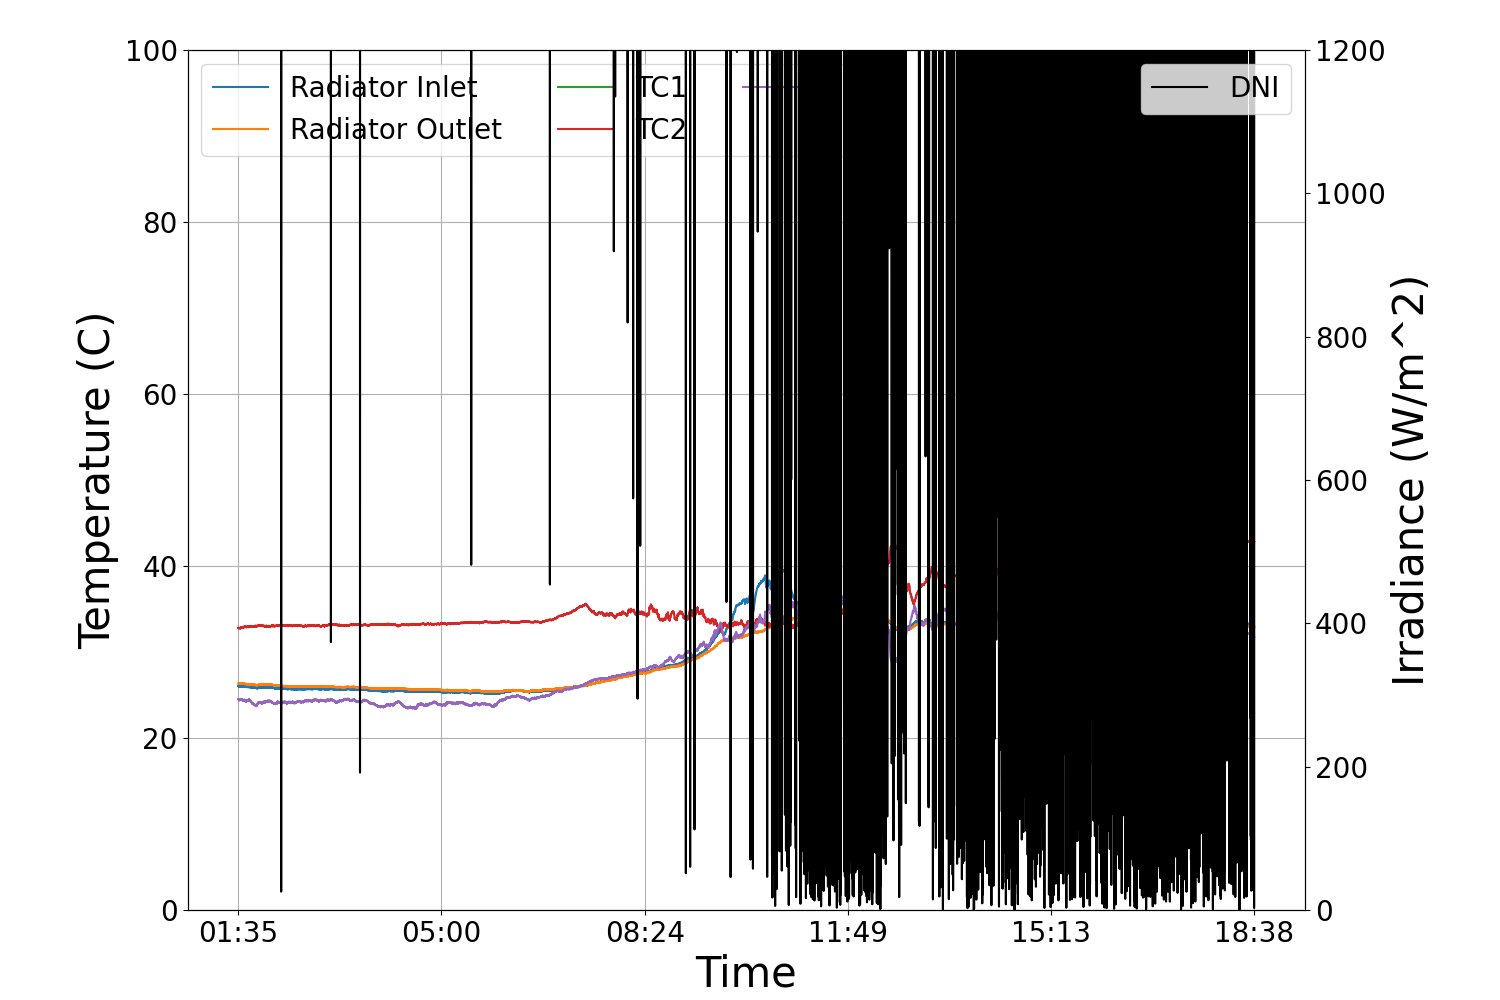 100
80
60
40
20
0
Temperature (C)
Radiator Inlet
Radiator Outlet
TC1
TC2
DNI
1200
1000
800
600
400
200
0
Irradiance (W/m^2)
01:35 05:00 08:24 11:49 15:13 18:38
Time